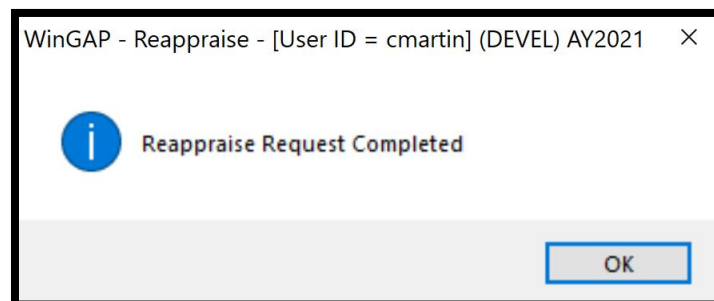 WinGAP - Reappraise - [User ID = cmartin] (DEVEL) AY2021
Reappraise Request Completed
OK